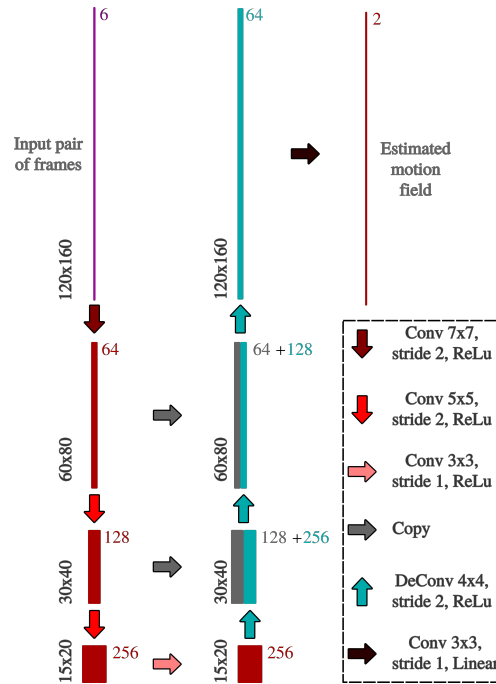 6
64
2
Input pair
of frames
Estimated
motion
field
120x160
120x160
64
64 +128
60x80
60x80
128
128 +256
30x40
30x40
256
256
15x20
15x20
Conv 7x7,
stride 2, ReLu
Conv 5x5,
stride 2, ReLu
Conv 3x3,
stride 1, ReLu
Copy
DeConv 4x4,
stride 2, ReLu
Conv 3x3,
stride 1, Linear